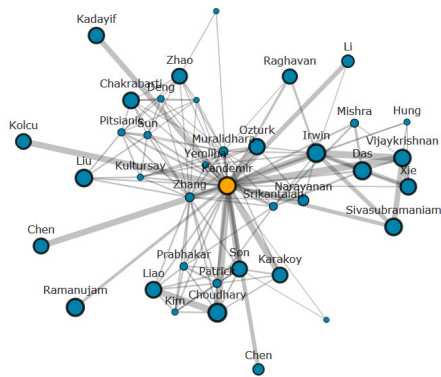 Kadayif
Li
Zhao
Raghavan
Chakrabarti
Deng
Mishra
Hung
Pitsianis
Sun
Kolcu
Muralidhara
Ozturk
Irwin
Vijaykrishnan
Yemliha
Das
Liu
Kultursay
Kandemir
Xie
Zhang
Narayanan
Srikantaiah
Sivasubramaniam
Chen
Prabhakar
Son
Liao
Patrick
Karakoy
Ramanujam
Kim
Choudhary
Chen